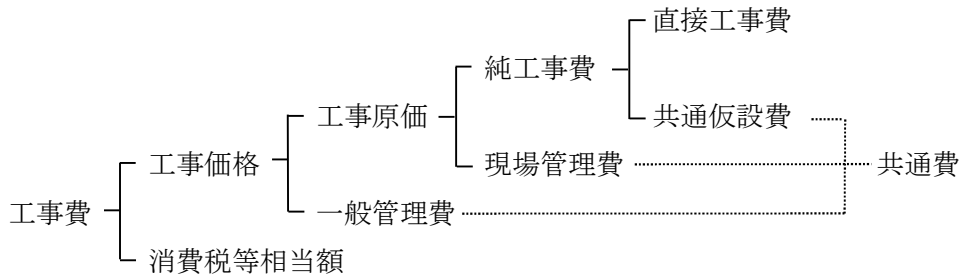 直接工事費
純工事費
工事原価
共通仮設費
工事価格
現場管理費
共通費
工事費
一般管理費
消費税等相当額